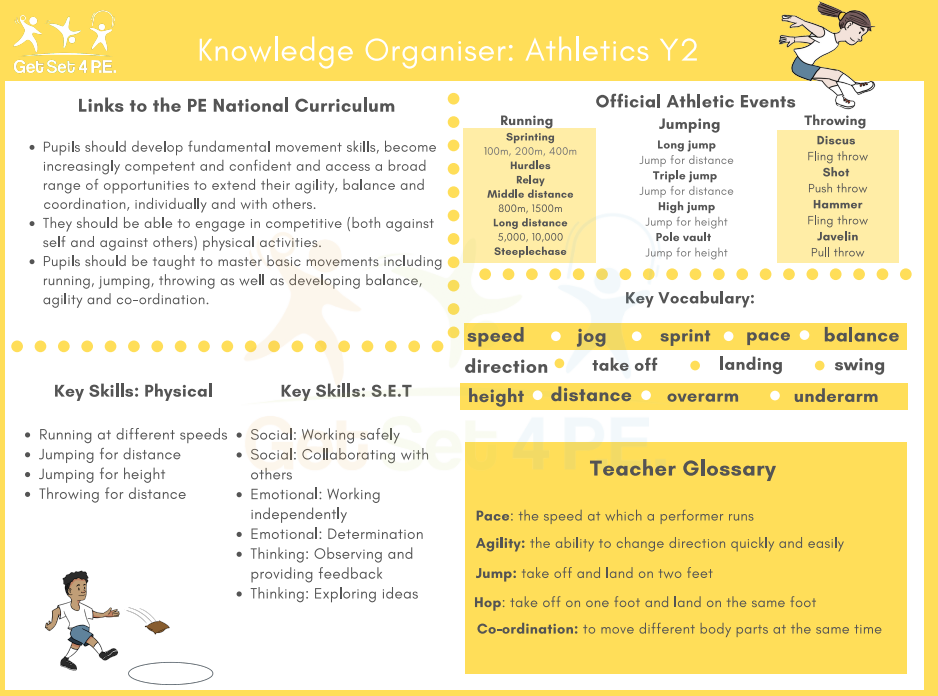 Get Set 4 P.E.
Knowledge Organiser: Athletics Y2
Links to the PE National Curriculum
• Pupils should develop fundamental movement skills, become
increasingly competent and confident and access a broad
range of opportunities to extend their agility, balance and
coordination, individually and with others.
• They should be able to engage in competitive (both against
self and against others) physical activities.
• Pupils should be taught to master basic movements including
running, jumping, throwing as well as developing balance,
agility and co-ordination.
Official Athletic Events
Running
Sprinting
100m, 200m, 400m
Hurdles
Relay
Middle distance
800m, 1500m
Long distance
5,000, 10,000
Steeplechase
Jumping
Long jump
Jump for distance
Triple jump
Jump for distance
High jump
Jump for height
Pole vault
Jump for height
Throwing
Discus
Fling throw
Shot
Push throw
Hammer
Fling throw
Javelin
Pull throw
Key Vocabulary:
speed jog sprint pace balance
direction take off landing swing
height distance overarm underarm
Key Skills: Physical
• Running at different speeds
• Jumping for distance
• Jumping for height
• Throwing for distance
Key Skills: S.E.T
• Social: Working safely
• Social: Collaborating with
others
• Emotional: Working
independently
• Emotional: Determination
• Thinking: Observing and
providing feedback
• Thinking: Exploring ideas
Get Set 4 P.E.
Teacher Glossary
Pace: the speed at which a performer runs
Agility: the ability to change direction quickly and easily
Jump: take off and land on two feet
Hop: take off on one foot and land on the same foot
Co-ordination: to move different body parts at the same time